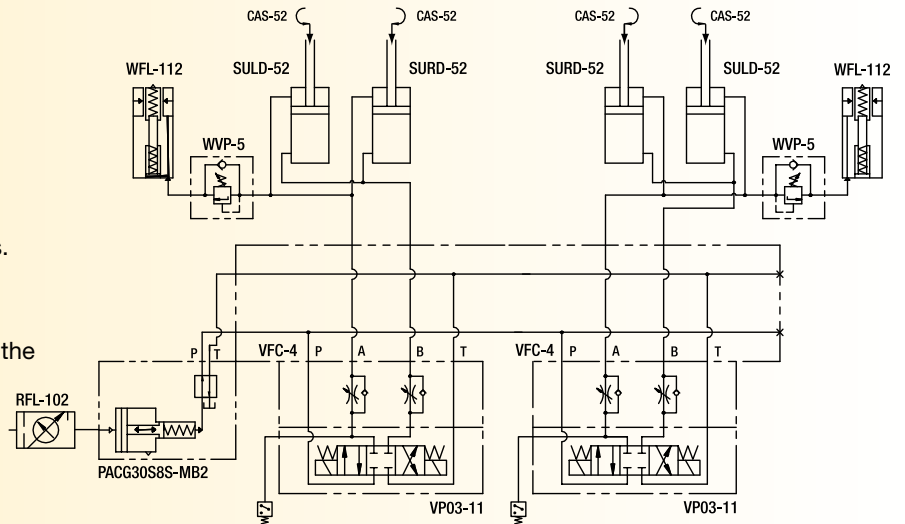 CAS-52 CAS-52 CAS-52 CAS-52
SULD-52 SURD-52 SURD-52 SULD-52
WFL-112 WFL-112
WVP-5 WVP-5
s.
the
P T VFC-4 P A B T VFC-4 P A B T
RFL-102
PACG30S8S-MB2
VP03-11 VP03-11